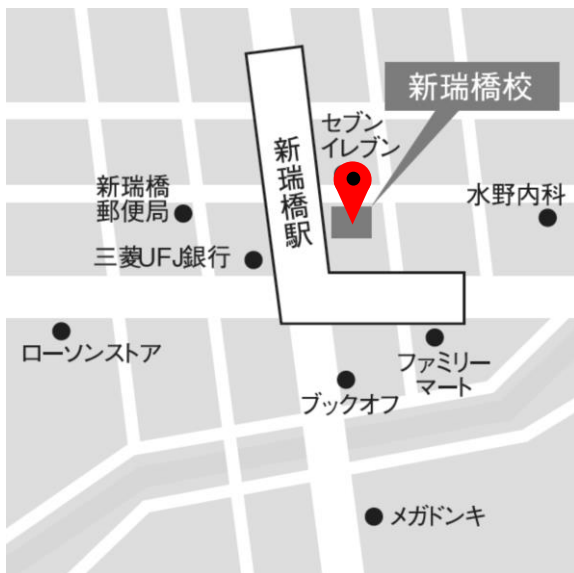 新瑞橋校
セブン
イレブン
新瑞橋駅
新瑞橋
郵便局
水野内科
三菱UFJ銀行
ローソンストア
ファミリー
マート
ブックオフ
メガドンキ